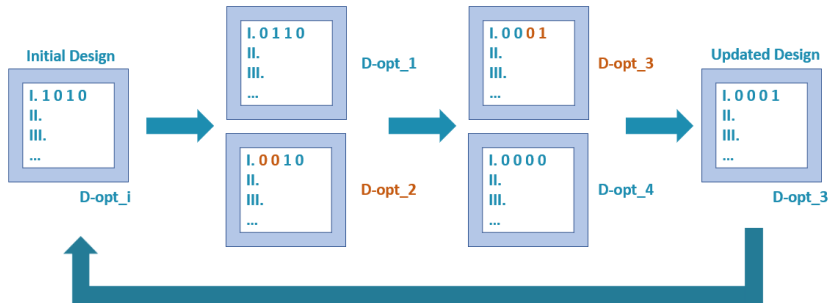 Initial Design
I. 1 0 1 0
II.
III.
...
D-opt_i
I. 0 1 1 0
II.
III.
...
D-opt_1
I. 0 0 1 0
II.
III.
...
D-opt_2
I. 0 0 0 1
II.
III.
...
D-opt_3
I. 0 0 0 0
II.
III.
...
D-opt_4
Updated Design
I. 0 0 0 1
II.
III.
...
D-opt_3